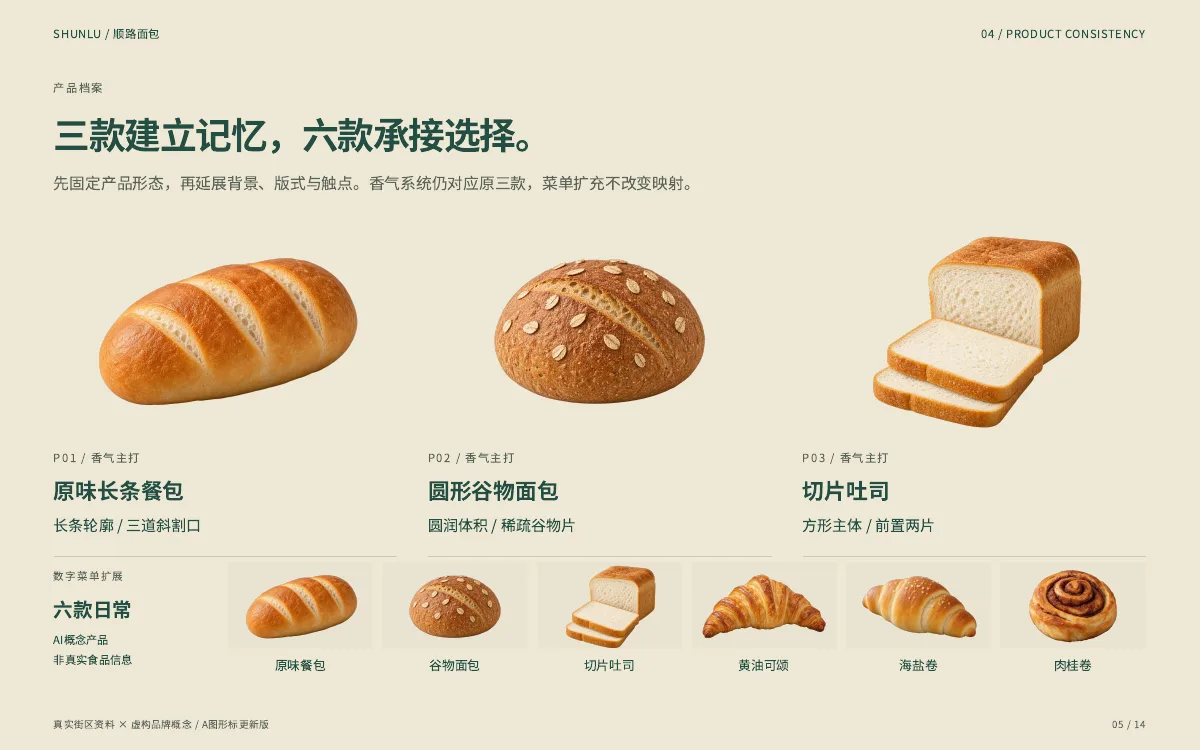 SHUNLU / 顺路面包
04 / PRODUCT CONSISTENCY
产品档案
三款建立记忆，六款承接选择。
先固定产品形态，再延展背景、版式与触点。香气系统仍对应原三款，菜单扩充不改变映射。
P01 / 香气主打
原味长条餐包
长条轮廓 / 三道斜割口
P02 / 香气主打
圆形谷物面包
圆润体积 / 稀疏谷物片
P03 / 香气主打
切片吐司
方形主体 / 前置两片
数字菜单扩展
六款日常
AI概念产品
非真实食品信息
原味餐包
谷物面包
切片吐司
黄油可颂
海盐卷
肉桂卷
真实街区资料 × 虚构品牌概念 / A图形标更新版
05 / 14